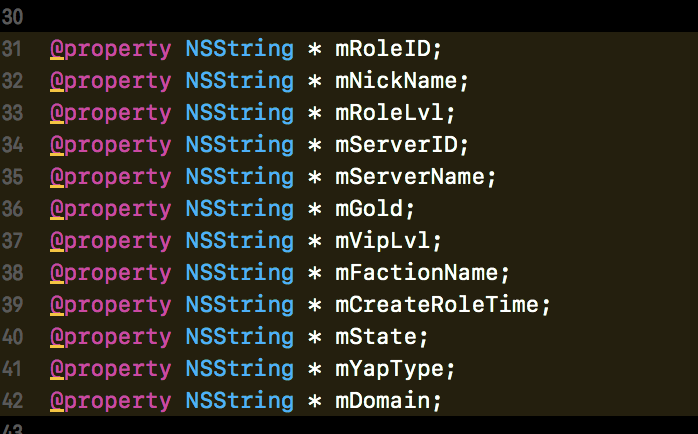 30
31 @property NSString * mRoleID;
32 @property NSString * mNickName;
33 @property NSString * mRoleLvl;
34 @property NSString * mServerID;
35 @property NSString * mServerName;
36 @property NSString * mGold;
37 @property NSString * mVipLvl;
38 @property NSString * mFactionName;
39 @property NSString * mCreateRoleTime;
40 @property NSString * mState;
41 @property NSString * mYapType;
42 @property NSString * mDomain;
43